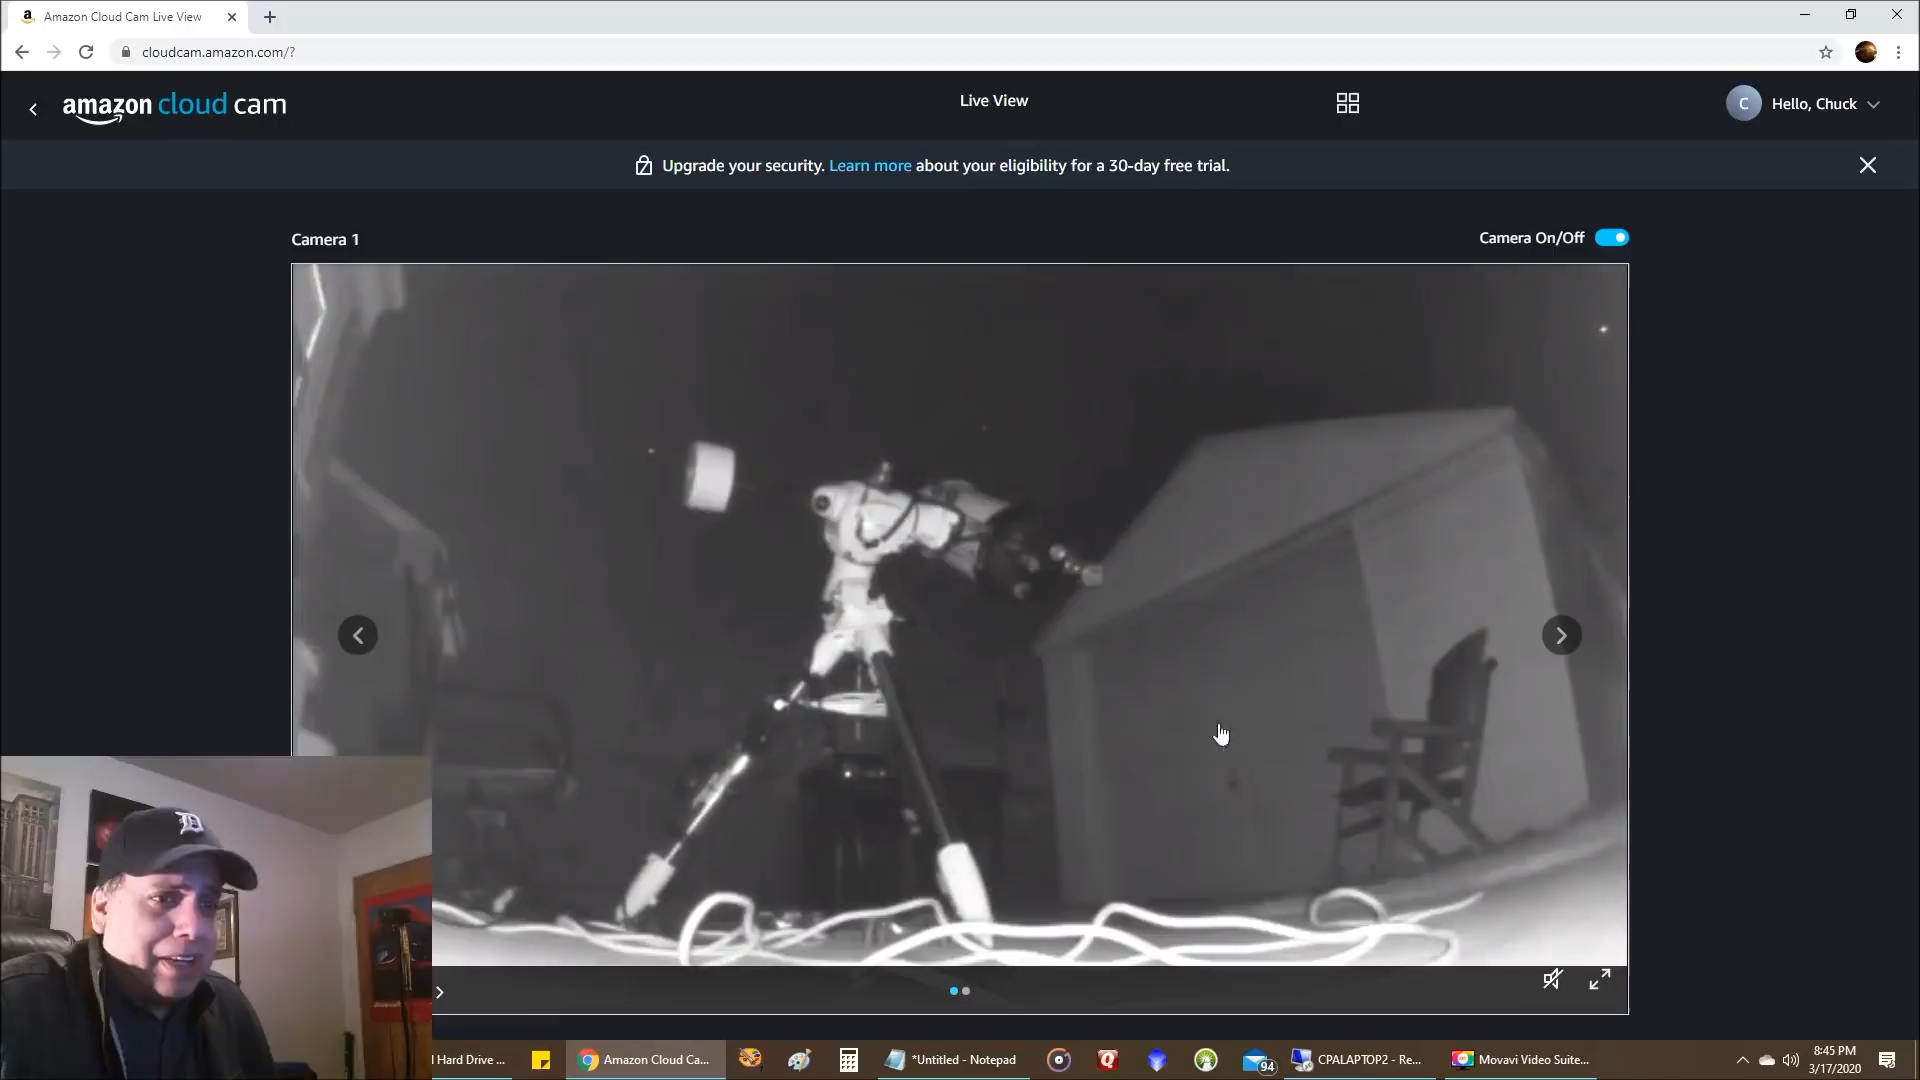 Amazon Cloud Cam Live View
cloudcam.amazon.com/?
amazon cloud cam
Live View
C
Hello, Chuck
Upgrade your security. Learn more about your eligibility for a 30-day free trial.
Camera 1
Camera On/Off
D
l Hard Drive ...
Amazon Cloud Ca...
*Untitled - Notepad
94
CPALAPTOP2 - Re...
Movavi Video Suite...
8:45 PM
3/17/2020